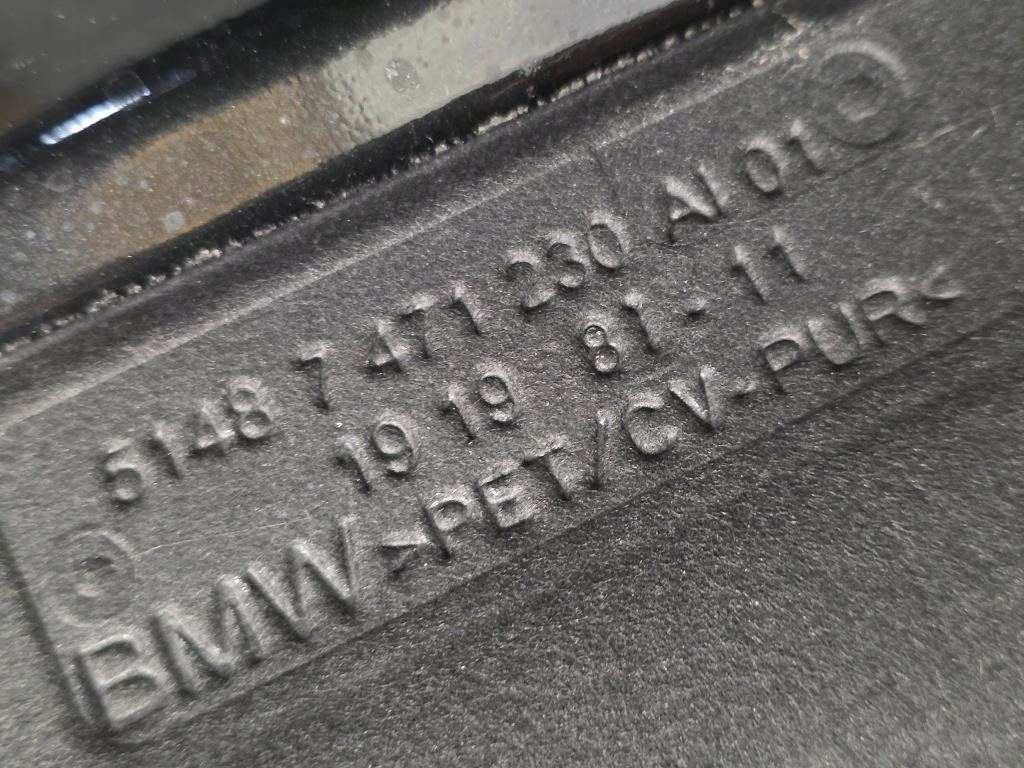 5148 7 471 230 AI 01
19 19 81 - 11
BMW >PET/CV-PUR<